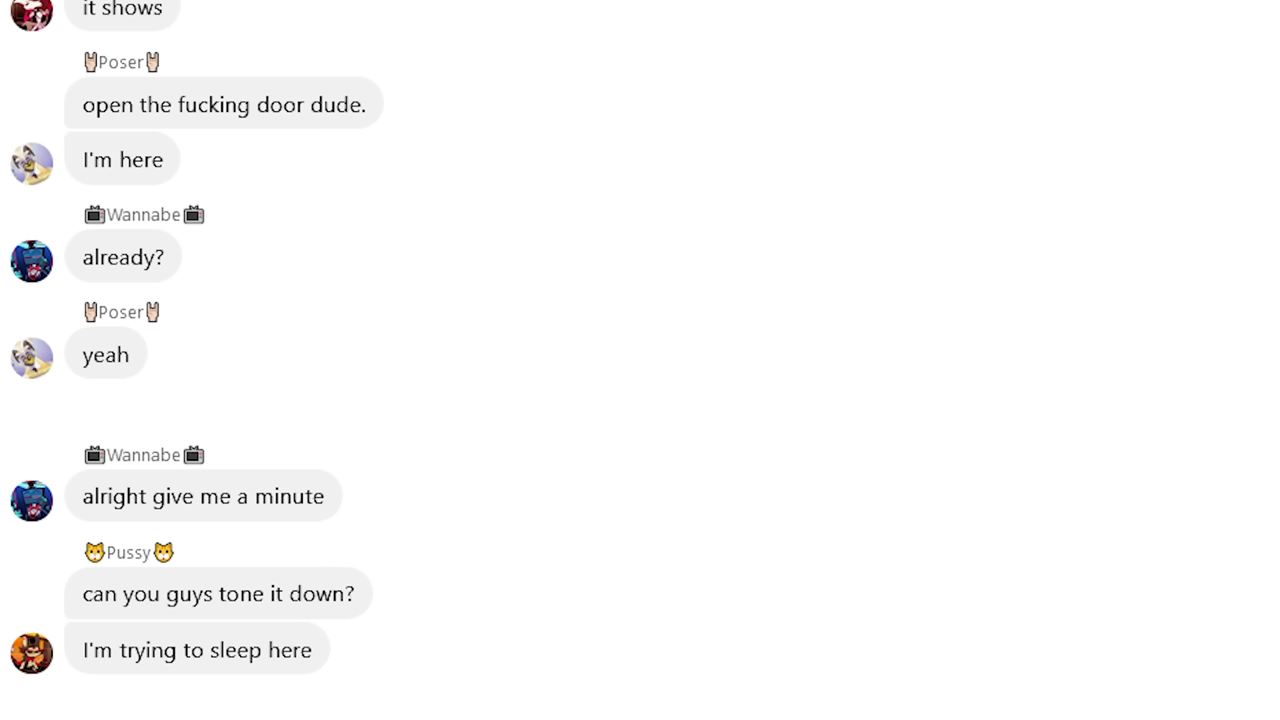 it shows
🤘Poser🤘
open the fucking door dude.
I'm here
📺Wannabe📺
already?
🤘Poser🤘
yeah
📺Wannabe📺
alright give me a minute
🐱Pussy🐱
can you guys tone it down?
I'm trying to sleep here